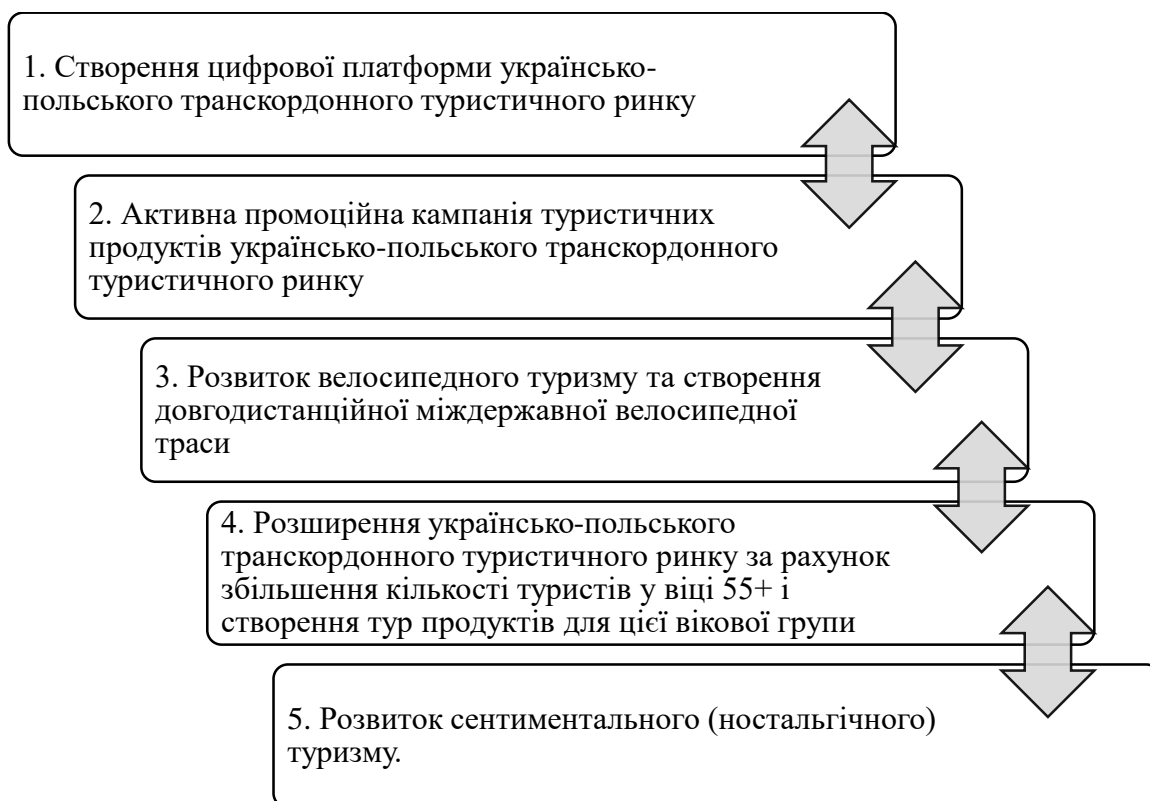 1. Створення цифрової платформи українсько-
польського транскордонного туристичного ринку
2. Активна промоційна кампанія туристичних
продуктів українсько-польського транскордонного
туристичного ринку
3. Розвиток велосипедного туризму та створення
довгодистанційної міждержавної велосипедної
траси
4. Розширення українсько-польського
транскордонного туристичного ринку за рахунок
збільшення кількості туристів у віці 55+ і
створення тур продуктів для цієї вікової групи
5. Розвиток сентиментального (ностальгічного)
туризму.